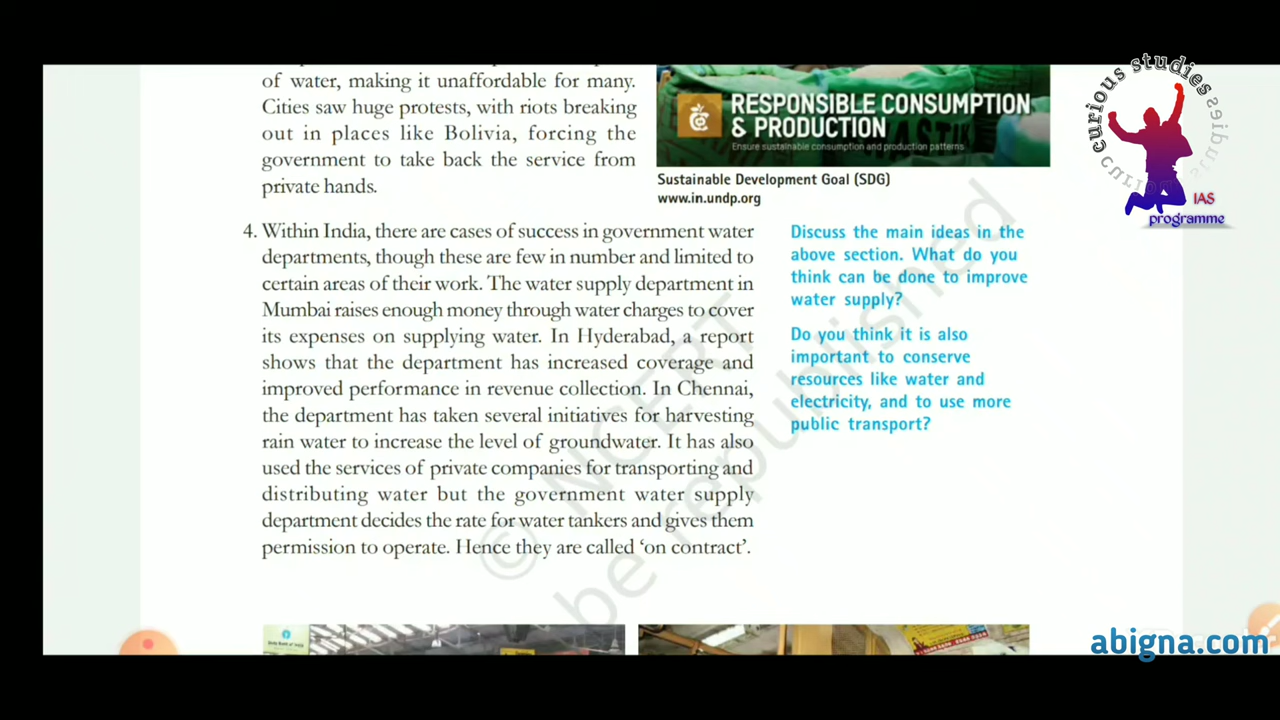 of water, making it unaffordable for many.
Cities saw huge protests, with riots breaking
out in places like Bolivia, forcing the
government to take back the service from
private hands.
RESPONSIBLE CONSUMPTION
& PRODUCTION
Ensure sustainable consumption and production patterns
Sustainable Development Goal (SDG)
www.in.undp.org
4. Within India, there are cases of success in government water
departments, though these are few in number and limited to
certain areas of their work. The water supply department in
Mumbai raises enough money through water charges to cover
its expenses on supplying water. In Hyderabad, a report
shows that the department has increased coverage and
improved performance in revenue collection. In Chennai,
the department has taken several initiatives for harvesting
rain water to increase the level of groundwater. It has also
used the services of private companies for transporting and
distributing water but the government water supply
department decides the rate for water tankers and gives them
permission to operate. Hence they are called ‘on contract’.
Discuss the main ideas in the
above section. What do you
think can be done to improve
water supply?
Do you think it is also
important to conserve
resources like water and
electricity, and to use more
public transport?
© NCERT
be republished
curious studies
IAS
programme
abigna.com